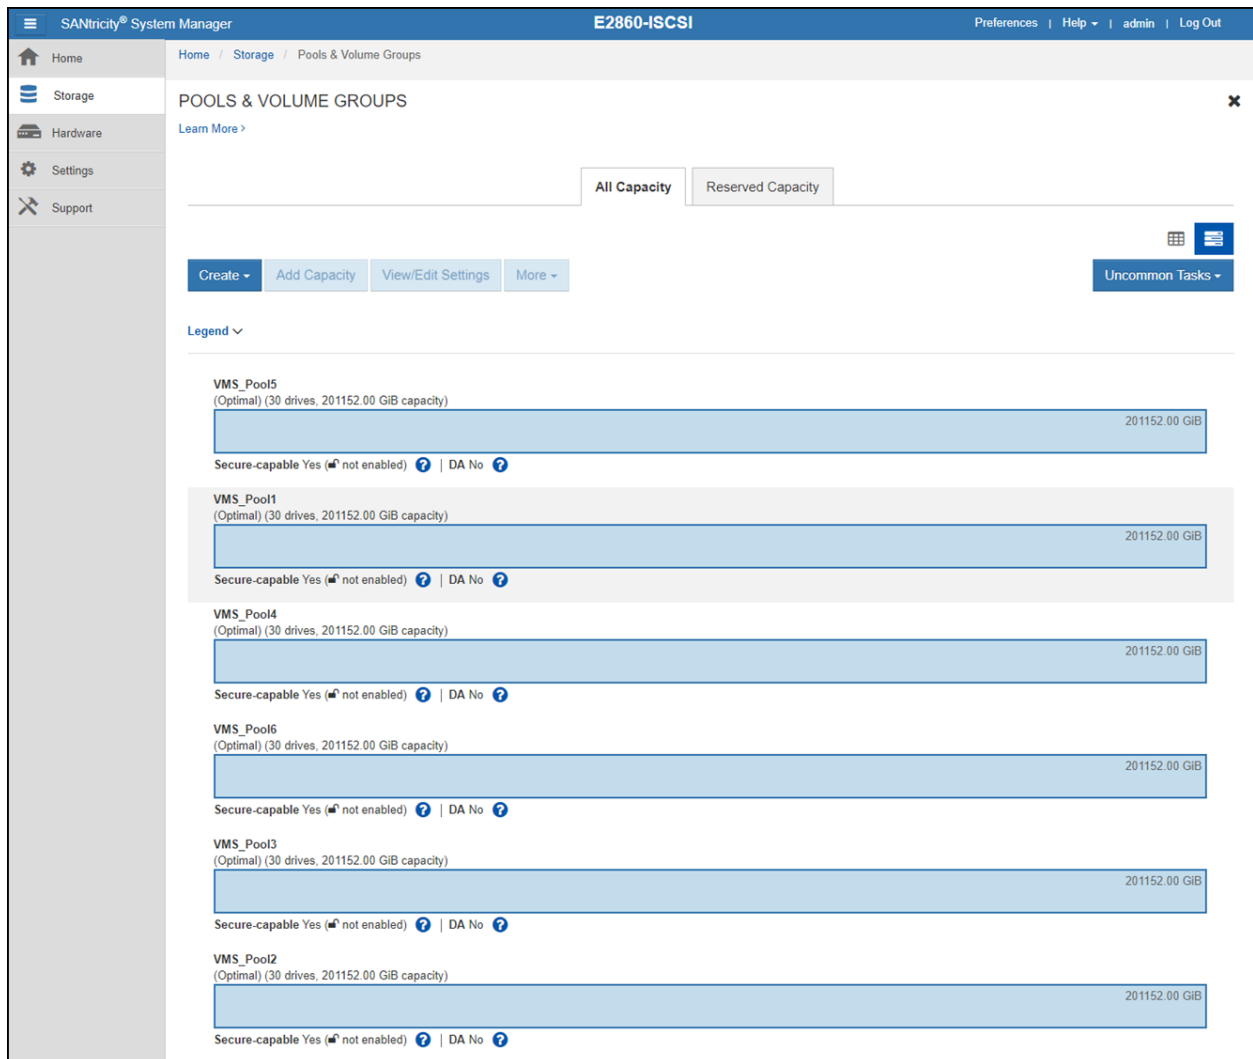 SANtricity® System Manager
E2860-ISCSI
Preferences | Help | admin | Log Out
Home
Storage
Hardware
Settings
Support
Home / Storage / Pools & Volume Groups
POOLS & VOLUME GROUPS
Learn More >
All Capacity
Reserved Capacity
Create
Add Capacity
View/Edit Settings
More
Uncommon Tasks
Legend
VMS_Pool5
(Optimal) (30 drives, 201152.00 GiB capacity)
201152.00 GiB
Secure-capable Yes (not enabled) ? | DA No ?
VMS_Pool1
(Optimal) (30 drives, 201152.00 GiB capacity)
201152.00 GiB
Secure-capable Yes (not enabled) ? | DA No ?
VMS_Pool4
(Optimal) (30 drives, 201152.00 GiB capacity)
201152.00 GiB
Secure-capable Yes (not enabled) ? | DA No ?
VMS_Pool6
(Optimal) (30 drives, 201152.00 GiB capacity)
201152.00 GiB
Secure-capable Yes (not enabled) ? | DA No ?
VMS_Pool3
(Optimal) (30 drives, 201152.00 GiB capacity)
201152.00 GiB
Secure-capable Yes (not enabled) ? | DA No ?
VMS_Pool2
(Optimal) (30 drives, 201152.00 GiB capacity)
201152.00 GiB
Secure-capable Yes (not enabled) ? | DA No ?